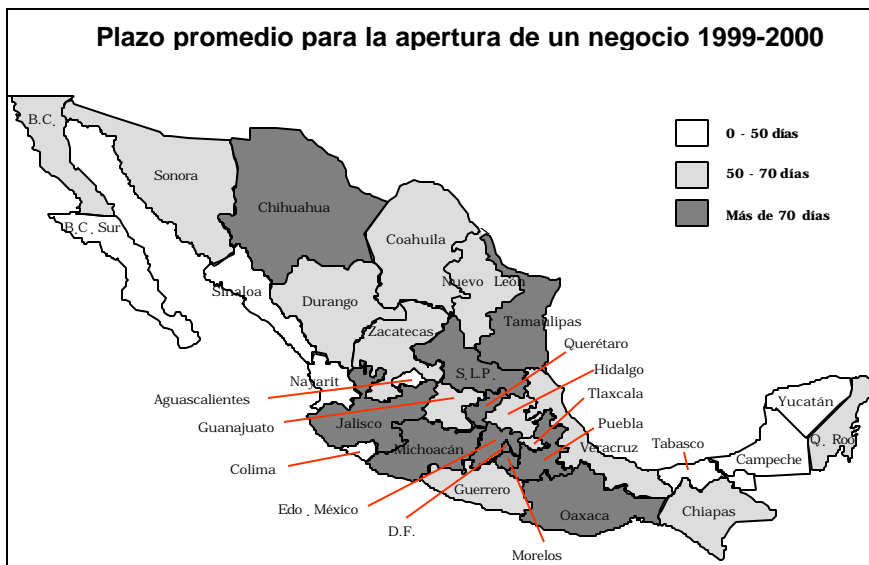 Plazo promedio para la apertura de un negocio 1999-2000
B.C.
0 - 50 días
Sonora
50 - 70 días
Chihuahua
Más de 70 días
B.C. Sur
Coahuila
Nuevo León
Sinaloa
Durango
Tamaulipas
Zacatecas
Querétaro
Hidalgo
S.L.P.
Nayarit
Tlaxcala
Aguascalientes
Yucatán
Guanajuato
Jalisco
Puebla
Michoacán
Veracruz
Tabasco
Q. Roo
Campeche
Colima
Guerrero
Edo. México
Oaxaca
Chiapas
D.F.
Morelos